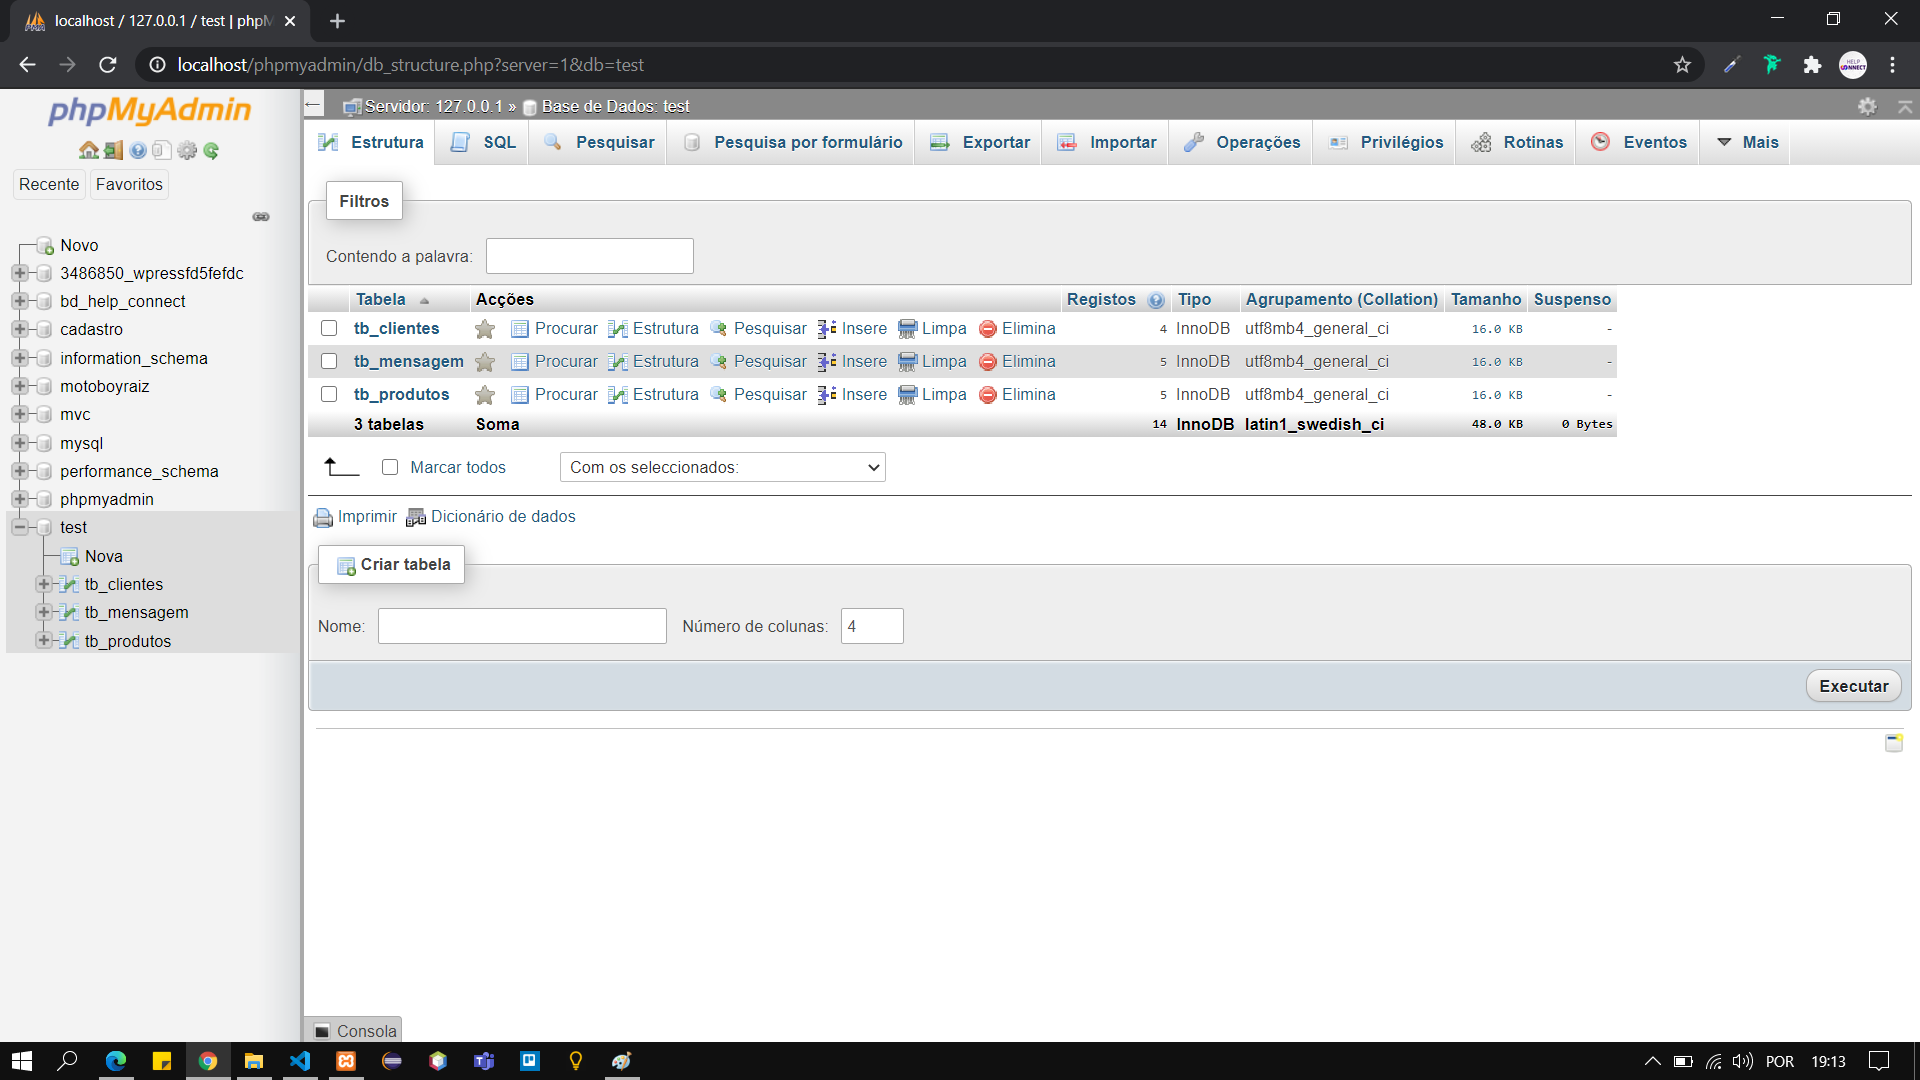 localhost / 127.0.0.1 / test | phpM
localhost/phpmyadmin/db_structure.php?server=1&db=test
HELP CONNECT
phpMyAdmin
Recente Favoritos
Novo
3486850_wpressfd5fefdc
bd_help_connect
cadastro
information_schema
motoboyraiz
mvc
mysql
performance_schema
phpmyadmin
test
Nova
tb_clientes
tb_mensagem
tb_produtos
Servidor: 127.0.0.1 » Base de Dados: test
Estrutura SQL Pesquisar Pesquisa por formulário Exportar Importar Operações Privilégios Rotinas Eventos Mais
Filtros
Contendo a palavra:
Tabela Acções Registos Tipo Agrupamento (Collation) Tamanho Suspenso
tb_clientes Procurar Estrutura Pesquisar Insere Limpa Elimina 4 InnoDB utf8mb4_general_ci 16.0 KB -
tb_mensagem Procurar Estrutura Pesquisar Insere Limpa Elimina 5 InnoDB utf8mb4_general_ci 16.0 KB -
tb_produtos Procurar Estrutura Pesquisar Insere Limpa Elimina 5 InnoDB utf8mb4_general_ci 16.0 KB -
3 tabelas Soma 14 InnoDB latin1_swedish_ci 48.0 KB 0 Bytes
Marcar todos Com os seleccionados:
Imprimir Dicionário de dados
Criar tabela
Nome: Número de colunas: 4
Executar
Consola
POR 19:13